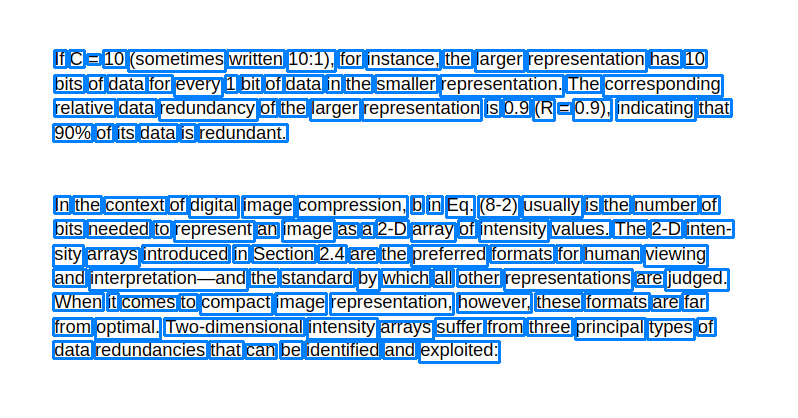 If C = 10 (sometimes written 10:1), for instance, the larger representation has 10
bits of data for every 1 bit of data in the smaller representation. The corresponding
relative data redundancy of the larger representation is 0.9 (R = 0.9), indicating that
90% of its data is redundant.
In the context of digital image compression, b in Eq. (8-2) usually is the number of
bits needed to represent an image as a 2-D array of intensity values. The 2-D inten-
sity arrays introduced in Section 2.4 are the preferred formats for human viewing
and interpretation—and the standard by which all other representations are judged.
When it comes to compact image representation, however, these formats are far
from optimal. Two-dimensional intensity arrays suffer from three principal types of
data redundancies that can be identified and exploited: